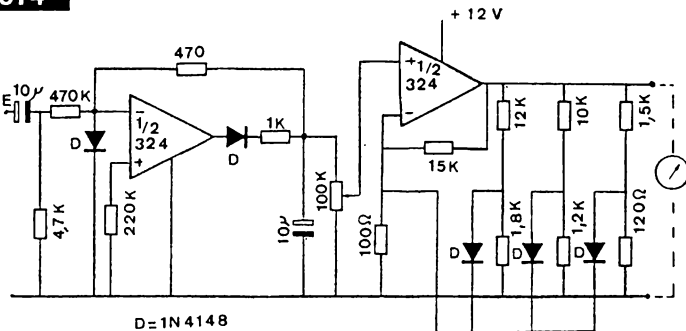 + 12 V
470
10µ
E
470K
1/2
324
D
D
1K
4,7K
220K
10µ
100K
1/2
324
15K
100Ω
12K
10K
1,5K
1,8K
1,2K
120Ω
D
D
D
D=1N4148